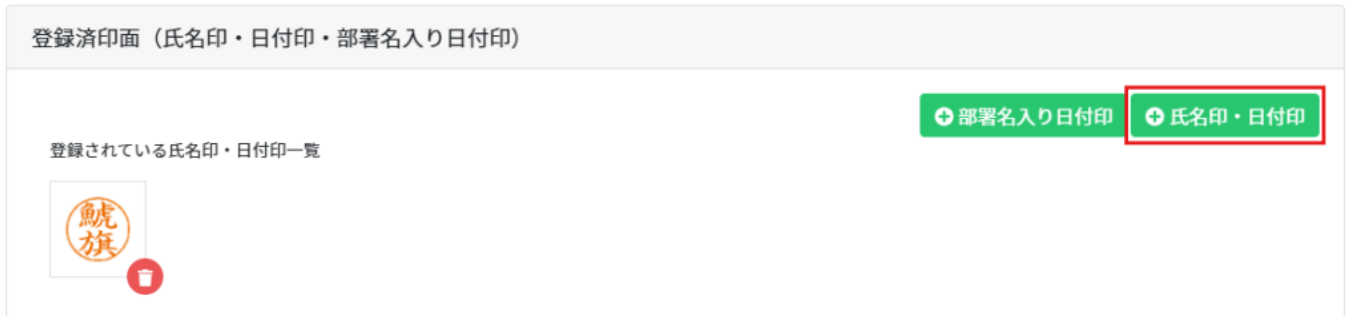 登録済印面（氏名印・日付印・部署名入り日付印）
部署名入り日付印 氏名印・日付印
登録されている氏名印・日付印一覧
鯱
旗